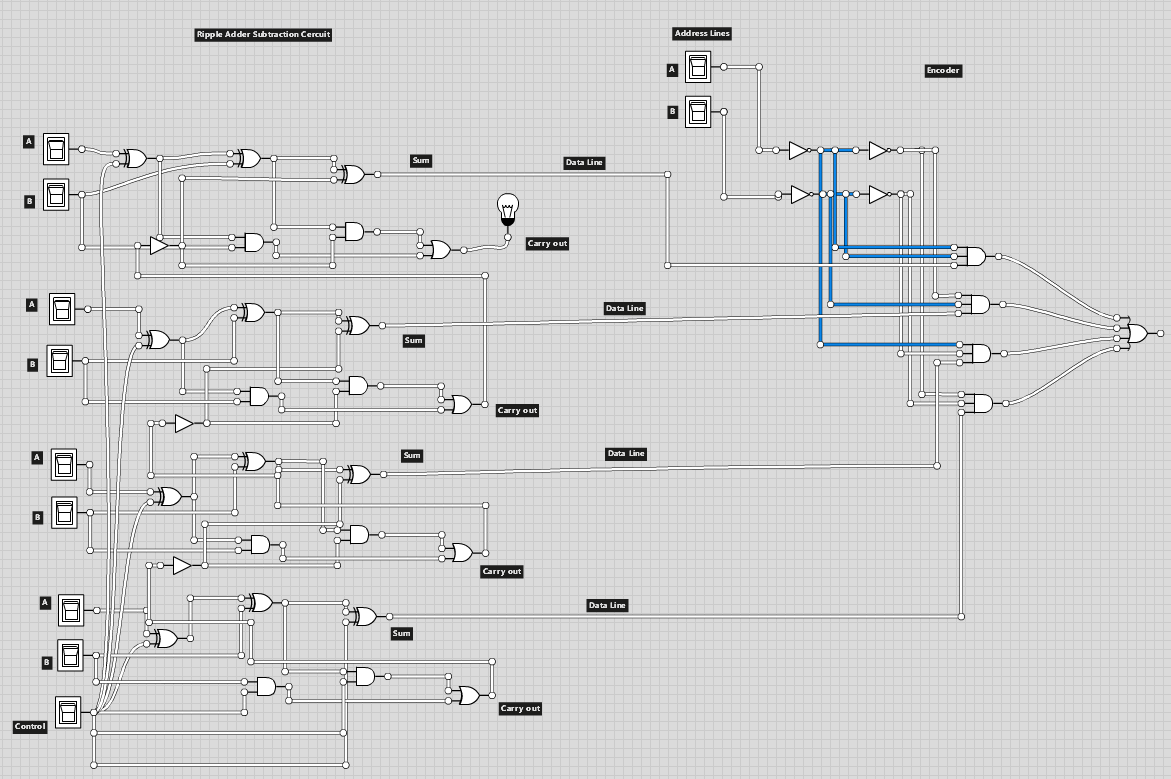 Ripple Adder Subtraction Cercuit
Address Lines
A
Encoder
B
A
Sum
Data Line
B
Carry out
A
Data Line
Sum
B
Carry out
A
Sum
Data Line
B
Carry out
A
Data Line
Sum
B
Carry out
Control